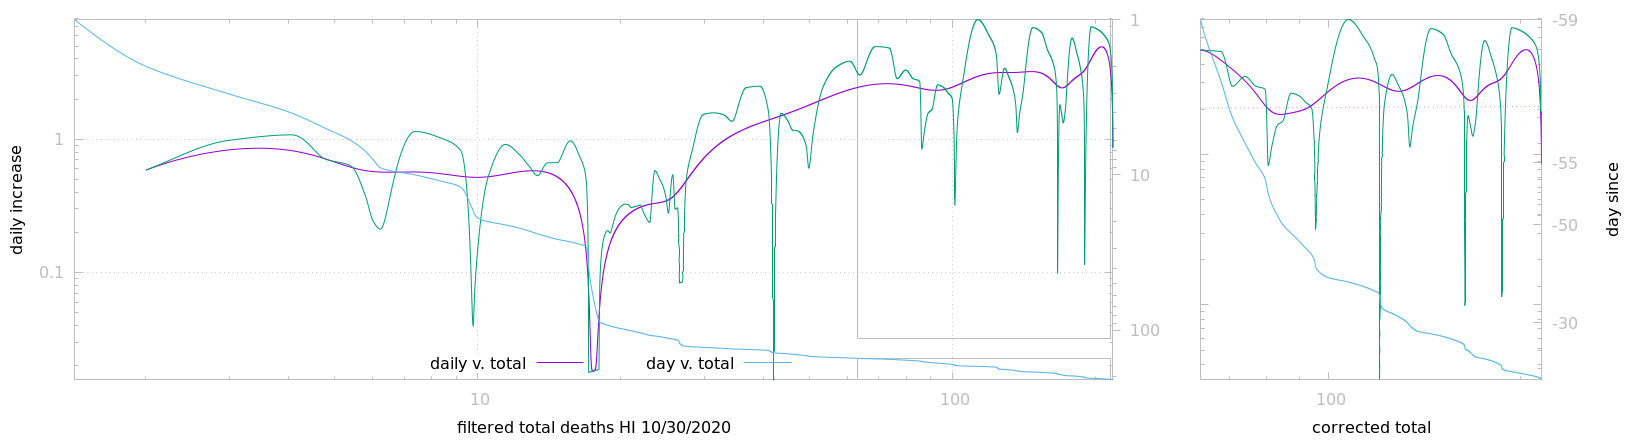 1
-59
daily increase
1
10
-55
day since
-50
0.1
-30
100
daily v. total
day v. total
10
100
100
filtered total deaths HI 10/30/2020
corrected total